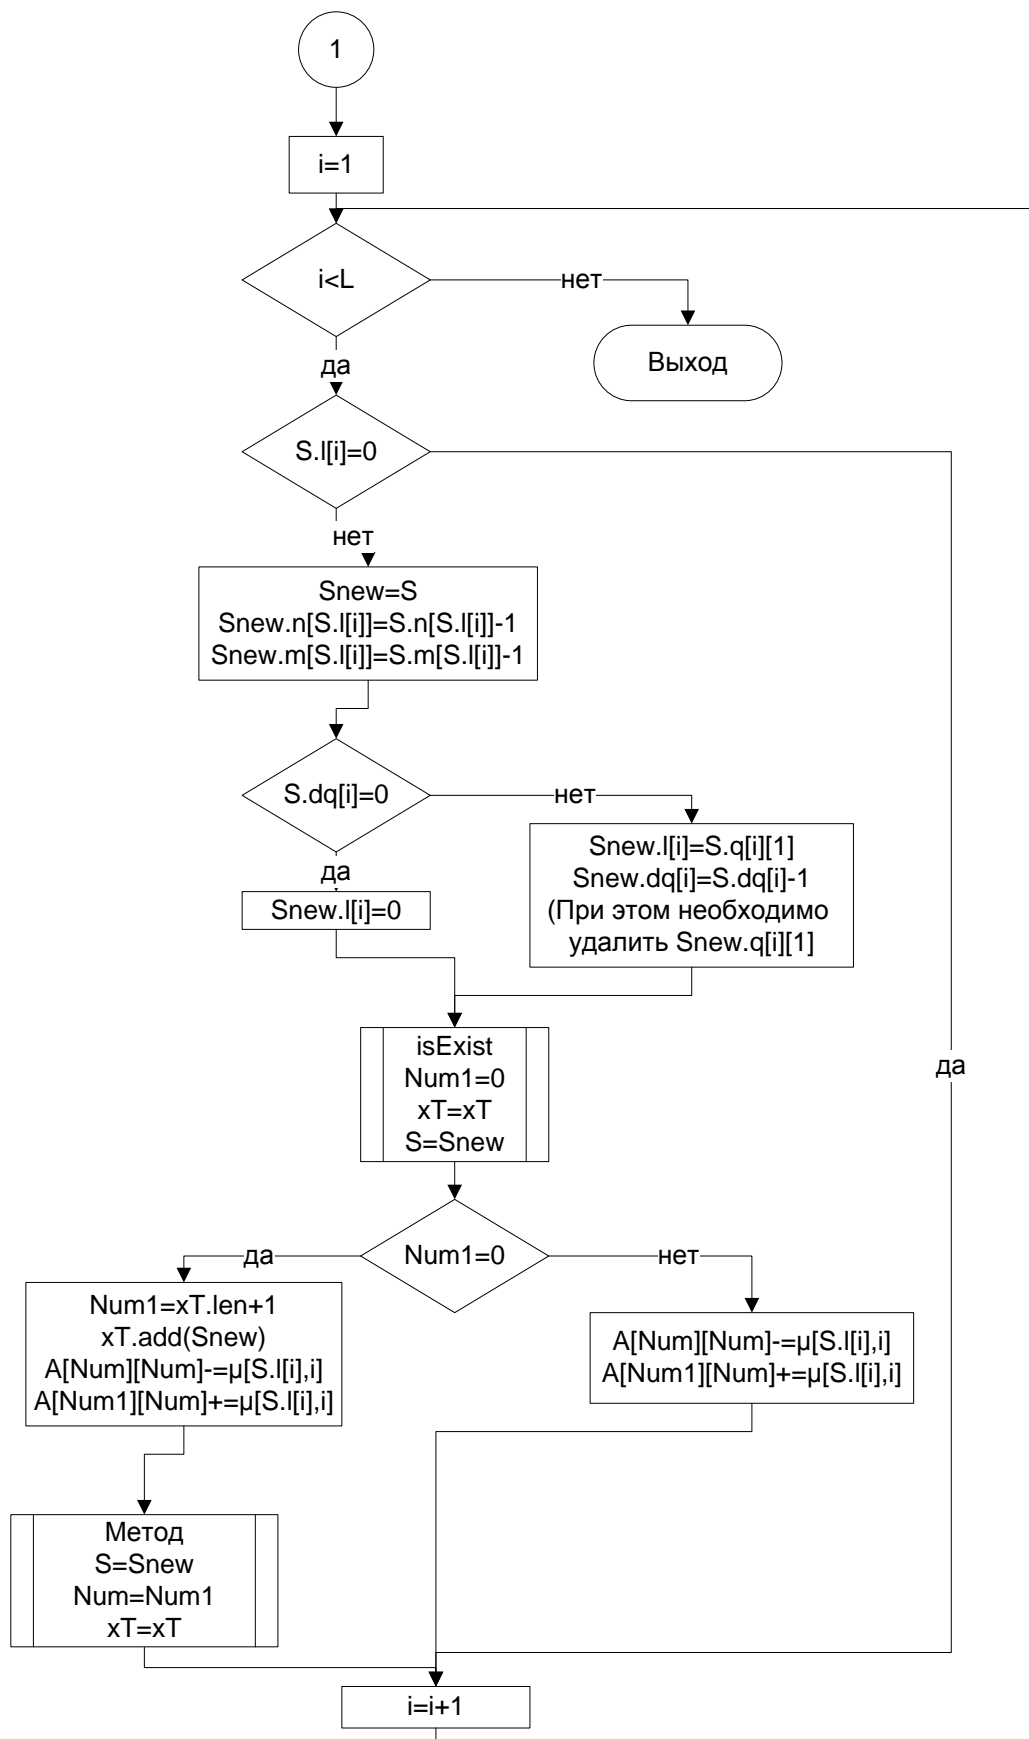 1
i=1
i<L
нет
Выход
да
S.l[i]=0
нет
Snew=S
Snew.n[S.l[i]]=S.n[S.l[i]]-1
Snew.m[S.l[i]]=S.m[S.l[i]]-1
S.dq[i]=0
нет
Snew.l[i]=S.q[i][1]
Snew.dq[i]=S.dq[i]-1
(При этом необходимо
удалить Snew.q[i][1]
да
Snew.l[i]=0
isExist
Num1=0
xT=xT
S=Snew
да
Num1=0
да
нет
Num1=xT.len+1
xT.add(Snew)
A[Num][Num]-=µ[S.l[i],i]
A[Num1][Num]+=µ[S.l[i],i]
A[Num][Num]-=µ[S.l[i],i]
A[Num1][Num]+=µ[S.l[i],i]
Метод
S=Snew
Num=Num1
xT=xT
i=i+1